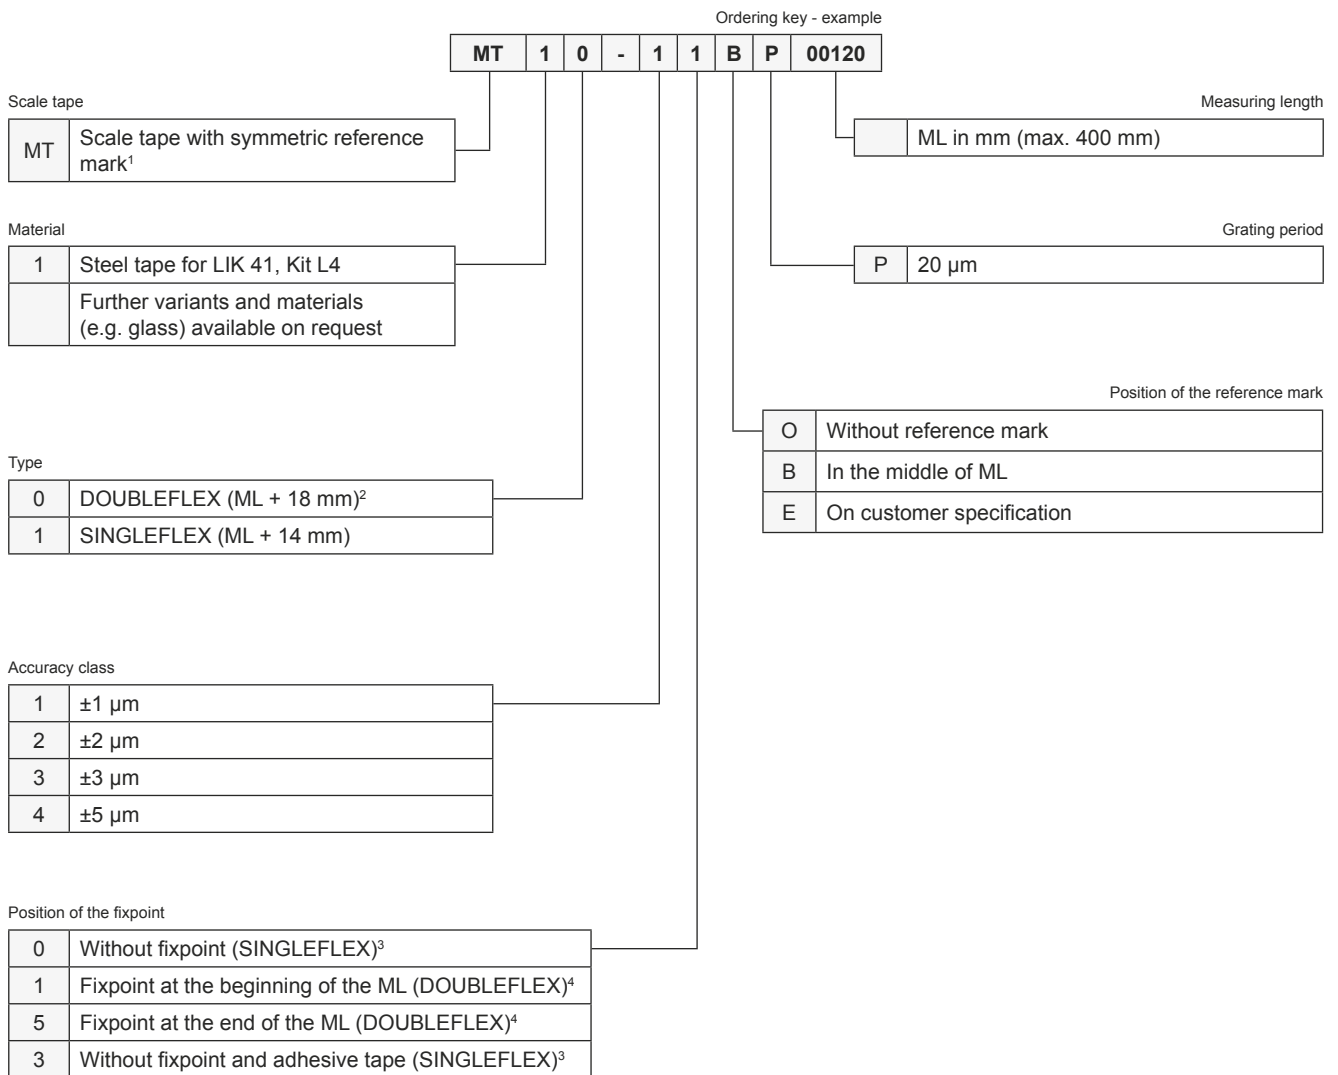 Ordering key - example
MT 1 0 - 1 1 B P 00120
Scale tape
MT Scale tape with symmetric reference
mark¹
Measuring length
ML in mm (max. 400 mm)
Material
1 Steel tape for LIK 41, Kit L4
Further variants and materials
(e.g. glass) available on request
Grating period
P 20 µm
Position of the reference mark
O Without reference mark
B In the middle of ML
E On customer specification
Type
0 DOUBLEFLEX (ML + 18 mm)²
1 SINGLEFLEX (ML + 14 mm)
Accuracy class
1 ±1 µm
2 ±2 µm
3 ±3 µm
4 ±5 µm
Position of the fixpoint
0 Without fixpoint (SINGLEFLEX)³
1 Fixpoint at the beginning of the ML (DOUBLEFLEX)⁴
5 Fixpoint at the end of the ML (DOUBLEFLEX)⁴
3 Without fixpoint and adhesive tape (SINGLEFLEX)³